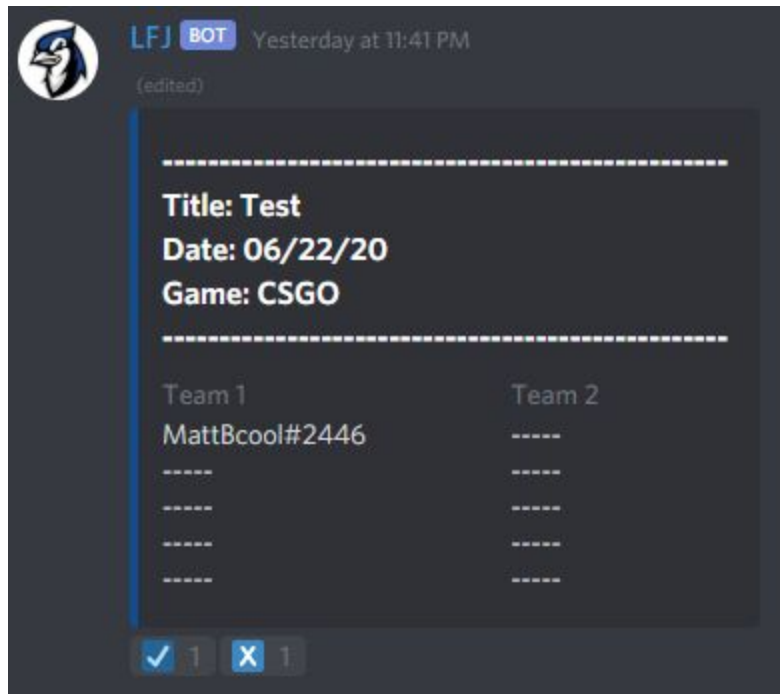 LFJ BOT Yesterday at 11:41 PM
(edited)
--------------------------------------------------
Title: Test
Date: 06/22/20
Game: CSGO
--------------------------------------------------
Team 1 Team 2
MattBcool#2446 -----
----- -----
----- -----
----- -----
----- -----
1 X 1